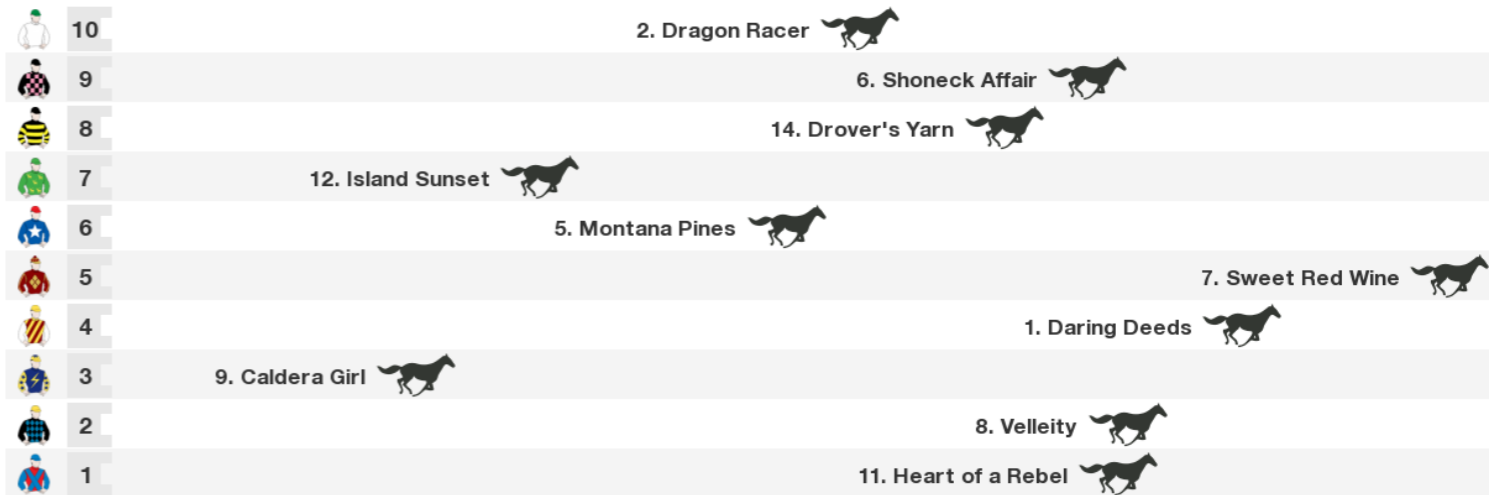 10 2. Dragon Racer
9 6. Shoneck Affair
8 14. Drover's Yarn
7 12. Island Sunset
6 5. Montana Pines
5 7. Sweet Red Wine
4 1. Daring Deeds
3 9. Caldera Girl
2 8. Velleity
1 11. Heart of a Rebel